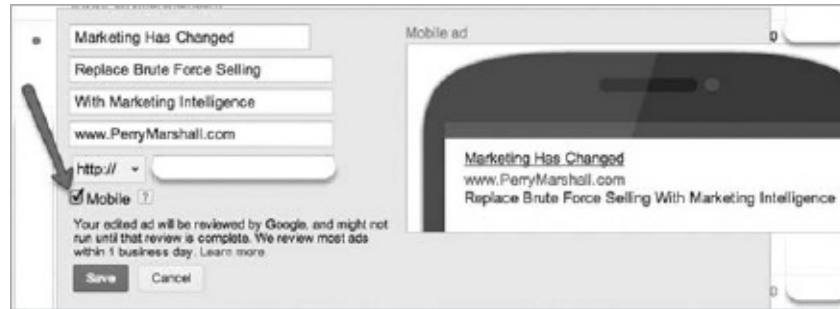 Marketing Has Changed
Mobile ad
Replace Brute Force Selling
With Marketing Intelligence
www.PerryMarshall.com
http://
Mobile ?
Your edited ad will be reviewed by Google, and might not
run until that review is complete. We review most ads
within 1 business day. Learn more
Save Cancel
Marketing Has Changed
www.PerryMarshall.com
Replace Brute Force Selling With Marketing Intelligence